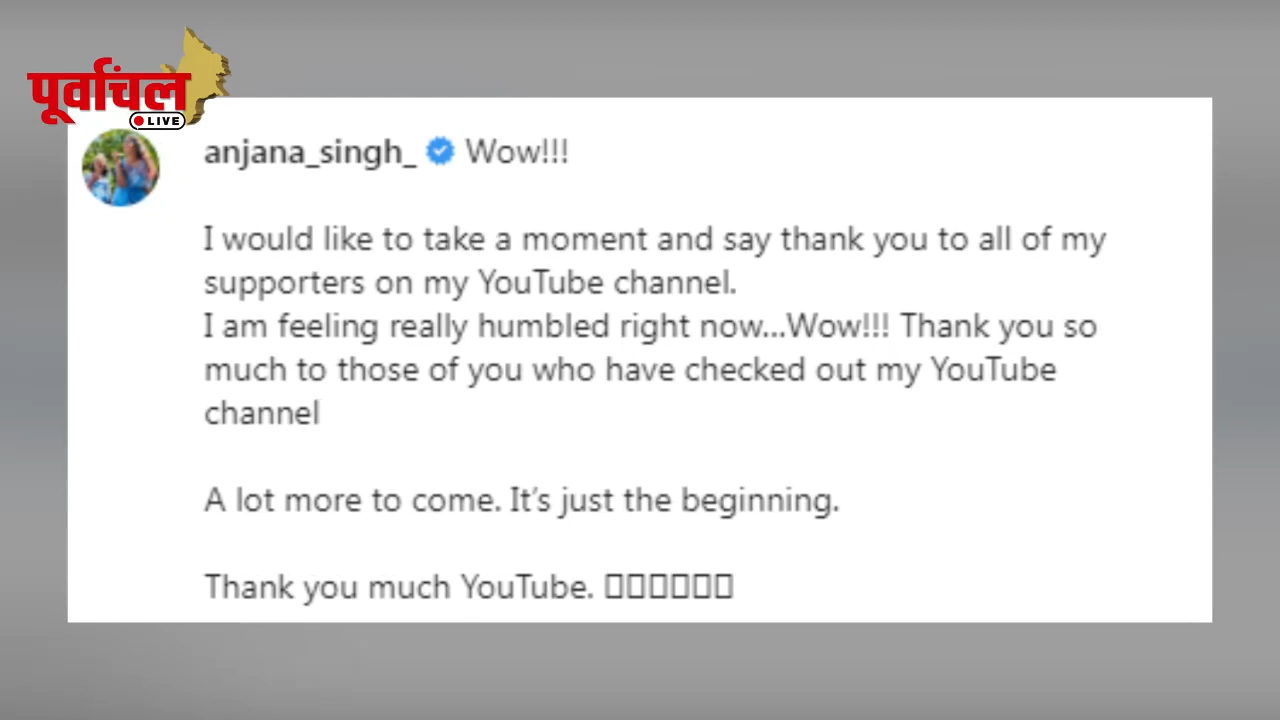 पूर्वांचल
LIVE
anjana_singh_ Wow!!!
I would like to take a moment and say thank you to all of my
supporters on my YouTube channel.
I am feeling really humbled right now...Wow!!! Thank you so
much to those of you who have checked out my YouTube
channel
A lot more to come. It’s just the beginning.
Thank you much YouTube. □□□□□□